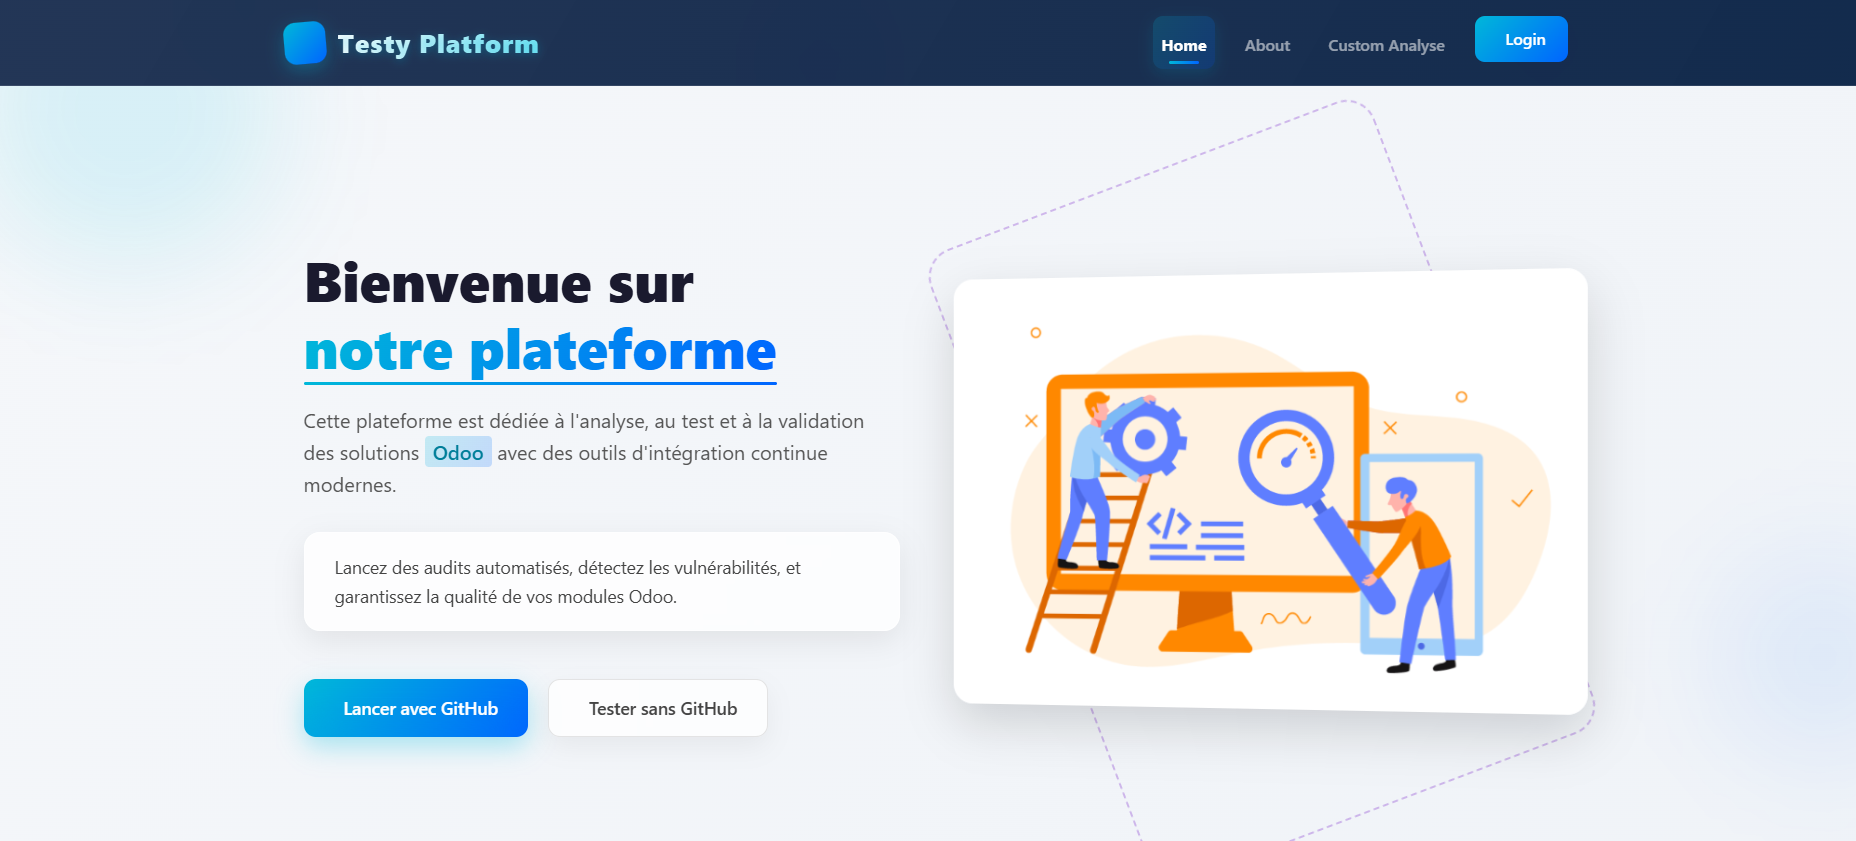 Testy Platform
Home
About
Custom Analyse
Login
Bienvenue sur
notre plateforme
Cette plateforme est dédiée à l'analyse, au test et à la validation
des solutions Odoo avec des outils d'intégration continue
modernes.
Lancez des audits automatisés, détectez les vulnérabilités, et
garantissez la qualité de vos modules Odoo.
Lancer avec GitHub
Tester sans GitHub